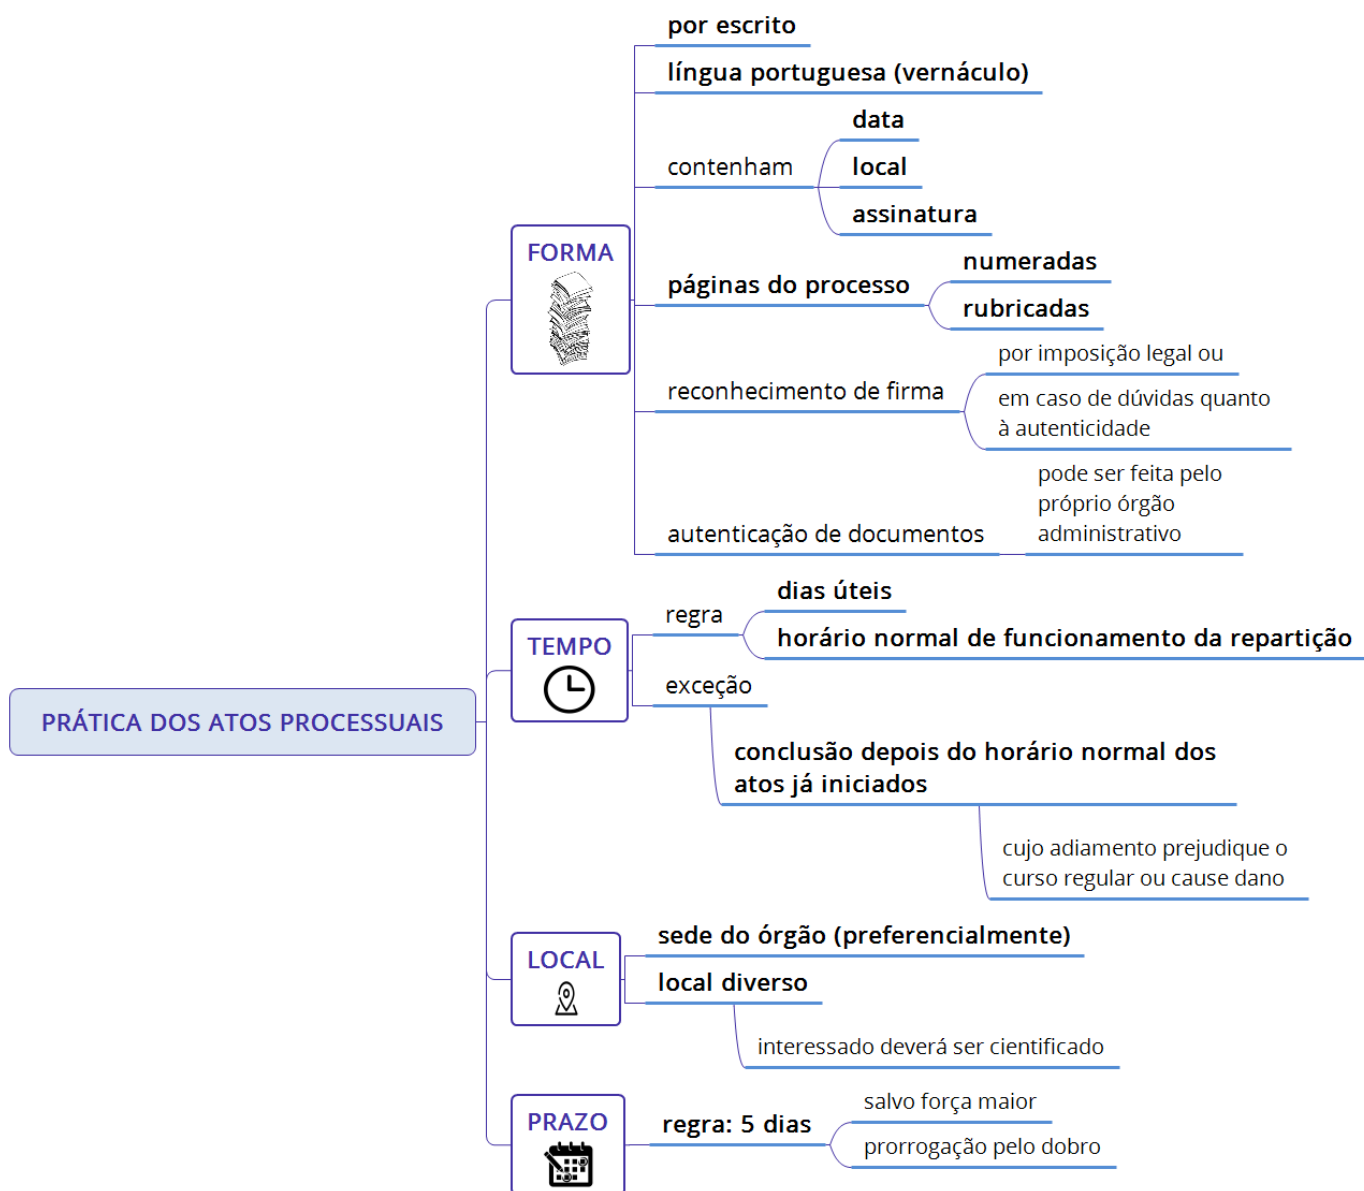 PRÁTICA DOS ATOS PROCESSUAIS
FORMA
por escrito
língua portuguesa (vernáculo)
contenham
data
local
assinatura
páginas do processo
numeradas
rubricadas
reconhecimento de firma
por imposição legal ou
em caso de dúvidas quanto
à autenticidade
autenticação de documentos
pode ser feita pelo
próprio órgão
administrativo
TEMPO
regra
dias úteis
horário normal de funcionamento da repartição
exceção
conclusão depois do horário normal dos
atos já iniciados
cujo adiamento prejudique o
curso regular ou cause dano
LOCAL
sede do órgão (preferencialmente)
local diverso
interessado deverá ser cientificado
PRAZO
regra: 5 dias
salvo força maior
prorrogação pelo dobro